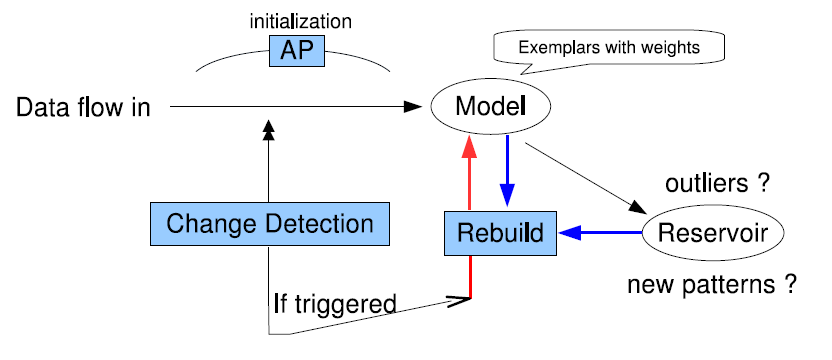 initialization
AP
Exemplars with weights
Data flow in
Model
outliers ?
Change Detection
Rebuild
Reservoir
new patterns ?
If triggered